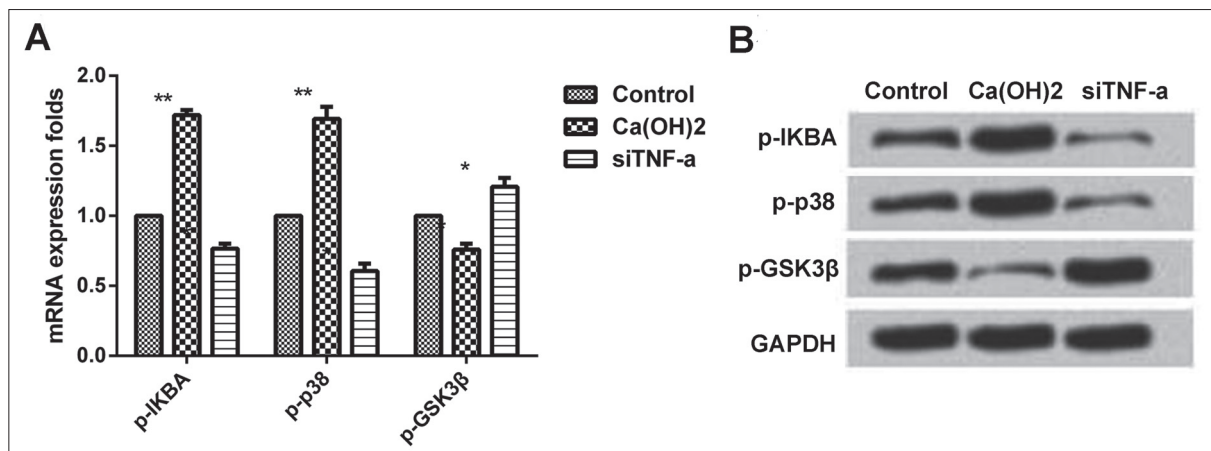 A
mRNA expression folds
2.0
1.5
1.0
0.5
0.0
**
**
*
*
*
*
p-IKBA
p-p38
p-GSK3β
Control
Ca(OH)2
siTNF-a
B
Control Ca(OH)2 siTNF-a
p-IKBA
p-p38
p-GSK3β
GAPDH